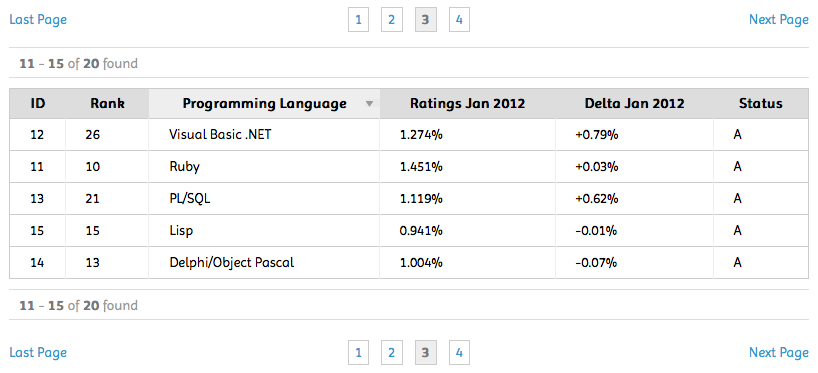 Last Page 1 2 3 4 Next Page
11 - 15 of 20 found
ID Rank Programming Language Ratings Jan 2012 Delta Jan 2012 Status
12 26 Visual Basic .NET 1.274% +0.79% A
11 10 Ruby 1.451% +0.03% A
13 21 PL/SQL 1.119% +0.62% A
15 15 Lisp 0.941% -0.01% A
14 13 Delphi/Object Pascal 1.004% -0.07% A
11 - 15 of 20 found
Last Page 1 2 3 4 Next Page